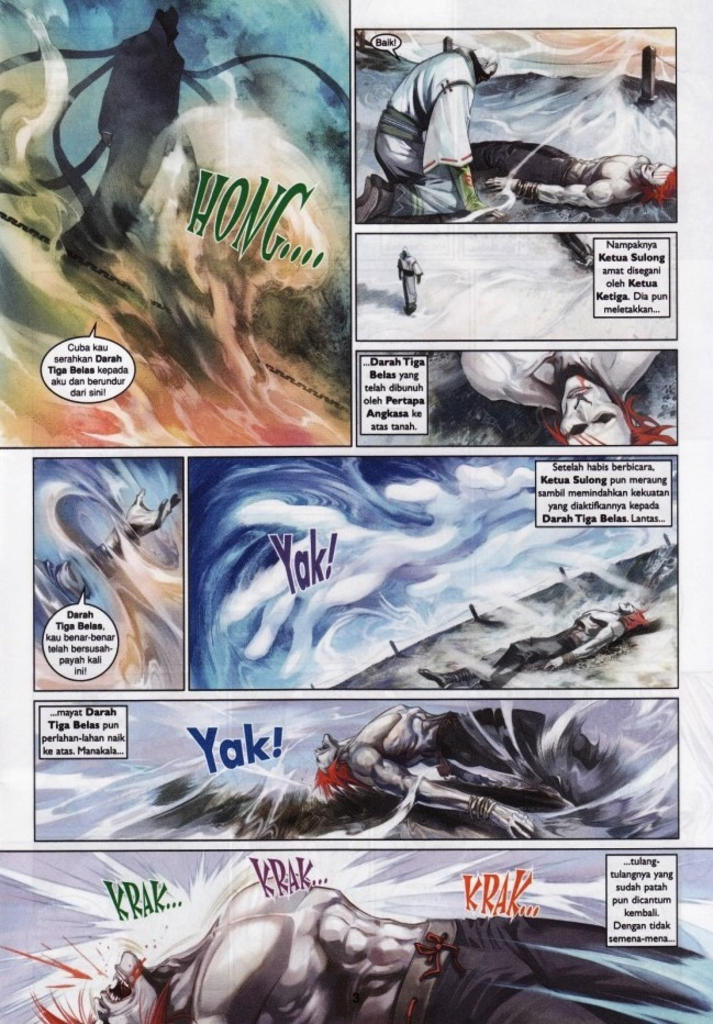 HONG....
Cuba kau
serahkan Darah
Tiga Belas kepada
aku dan berundur
dari sini!
Baik!
Nampaknya
Ketua Sulong
amat disegani
oleh Ketua
Ketiga. Dia pun
meletakkan...
...Darah Tiga
Belas yang
telah dibunuh
oleh Pertapa
Angkasa ke
atas tanah.
Darah
Tiga Belas,
kau benar-benar
telah bersusah-
payah kali
ini!
Yak!
Setelah habis berbicara,
Ketua Sulong pun meraung
sambil memindahkan kekuatan
yang diaktifkannya kepada
Darah Tiga Belas. Lantas...
...mayat Darah
Tiga Belas pun
perlahan-lahan naik
ke atas. Manakala...
Yak!
KRAK...
KRAK...
KRAK...
...tulang-
tulangnya yang
sudah patah
pun dicantum
kembali.
Dengan tidak
semena-mena...
3